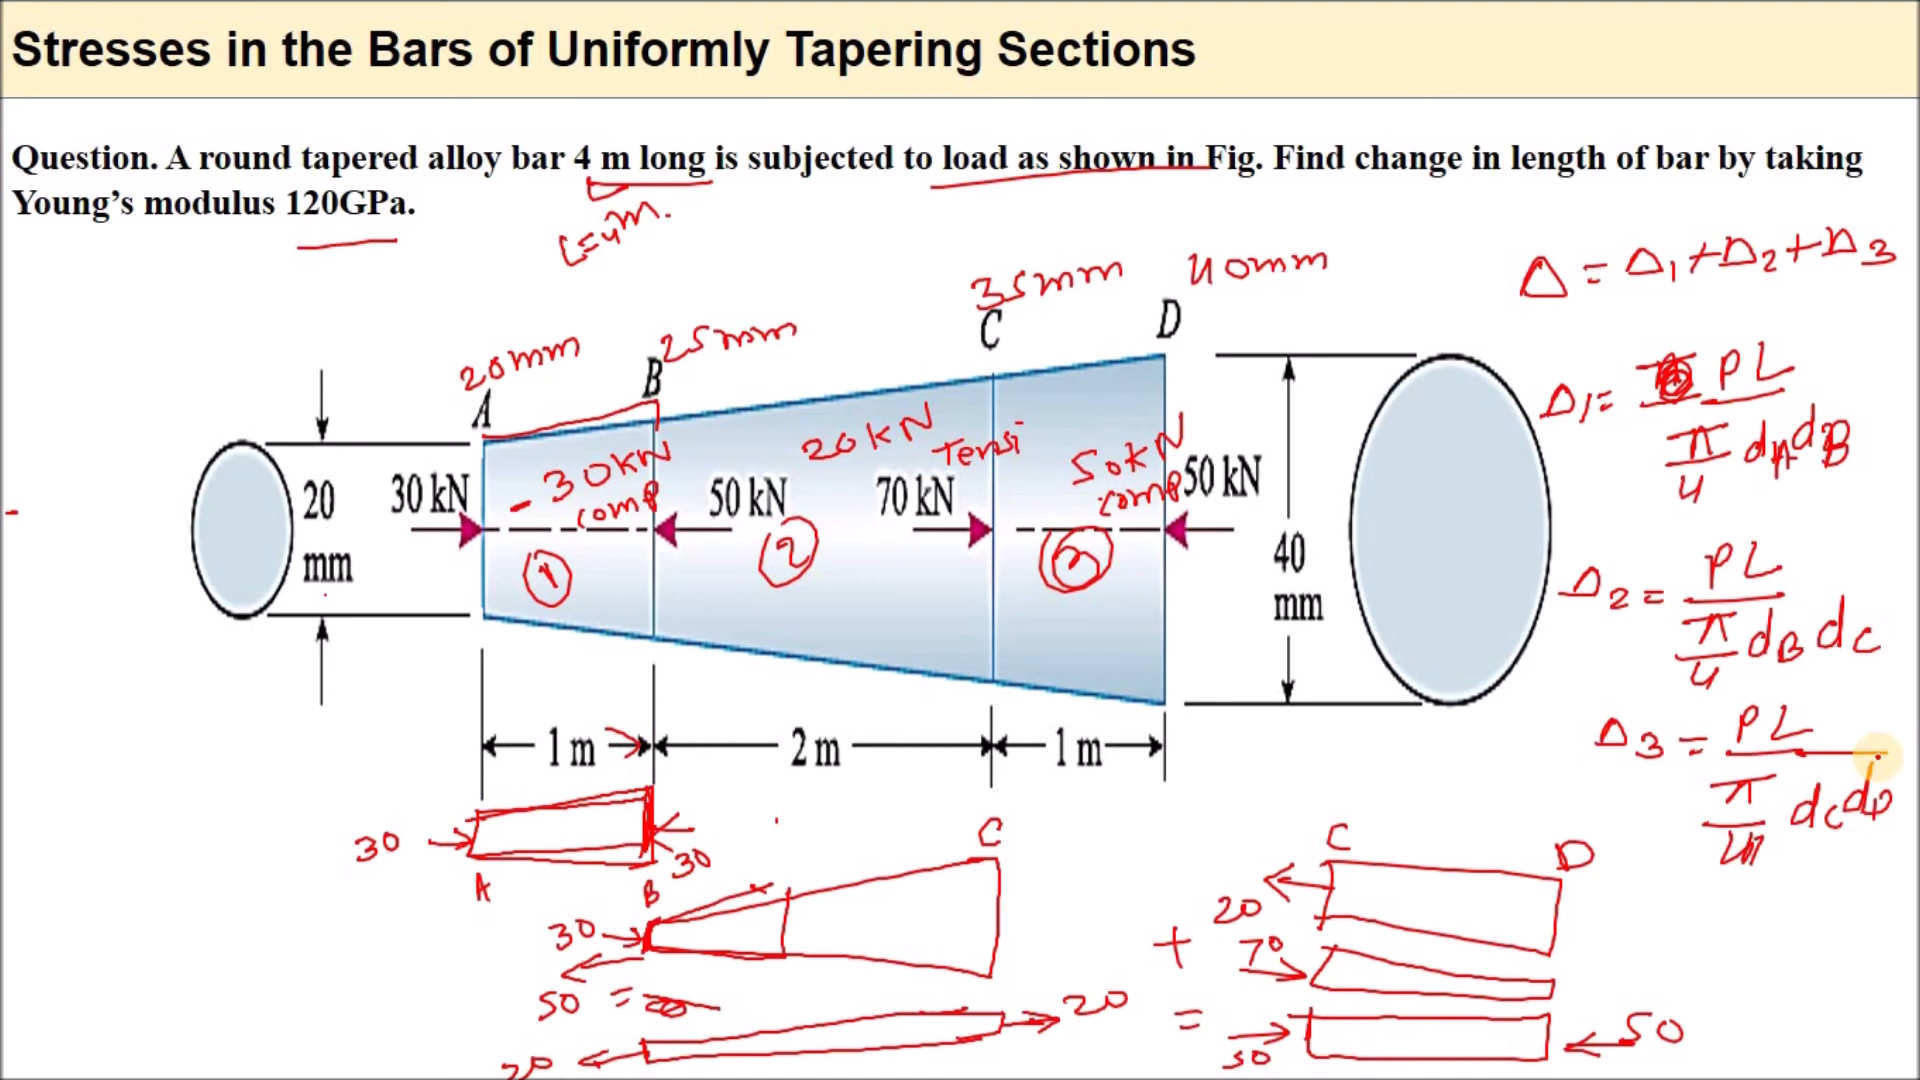 Stresses in the Bars of Uniformly Tapering Sections
Question. A round tapered alloy bar 4 m long is subjected to load as shown in Fig. Find change in length of bar by taking
Young's modulus 120GPa.
L=4m.
Δ = Δ1+Δ2+Δ3
35mm
40mm
C
D
20mm
25mm
A
B
Δ1= PL
π/4 dA dB
20kN
Tensi
-30kN
comp
50kN
comp
20
mm
30 kN
50 kN
70 kN
50 kN
40
mm
1
2
3
Δ2 = PL
π/4 dB dC
1 m
2 m
1 m
Δ3 = PL
π/4 dC dD
30
30
A
B
C
C
D
30
50 =
20
20
+
20
70
=
50
50